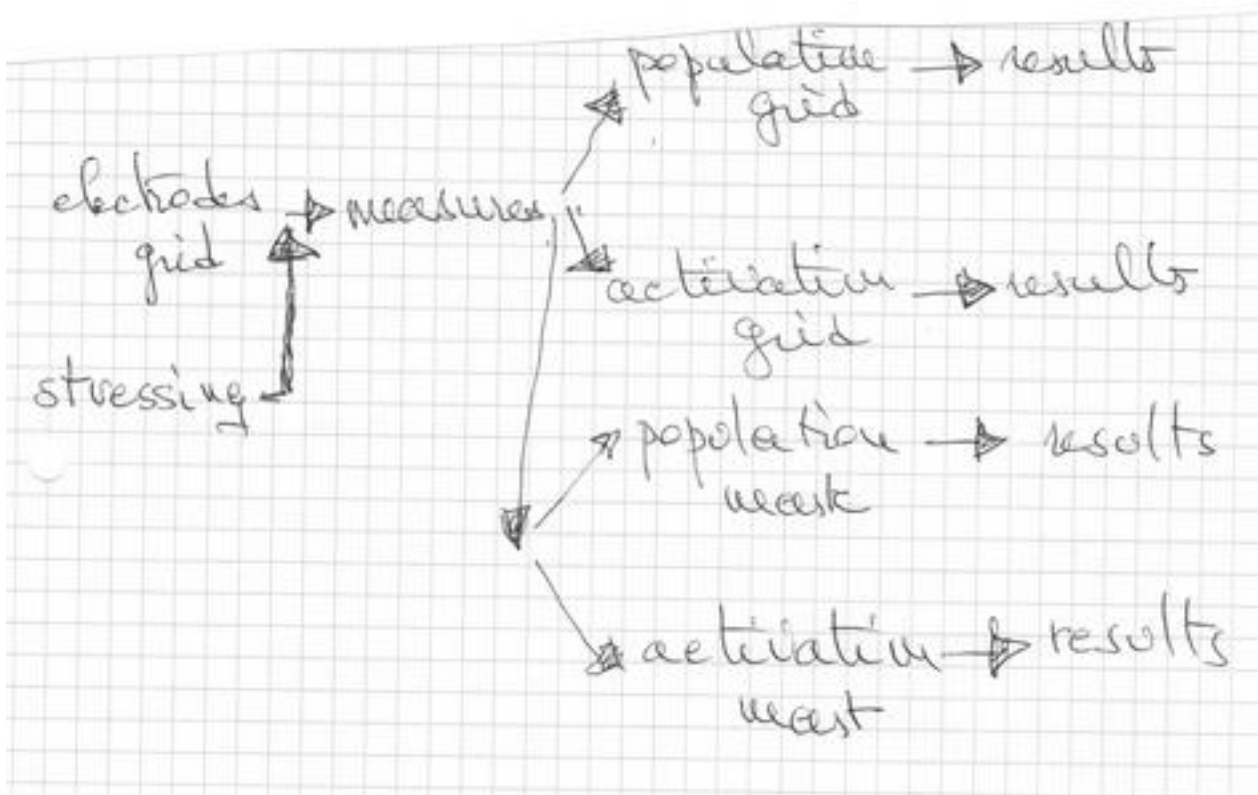 population → results
grid
electrodes → measures
grid
activation → results
grid
stressing
population → results
mask
activation → results
mask